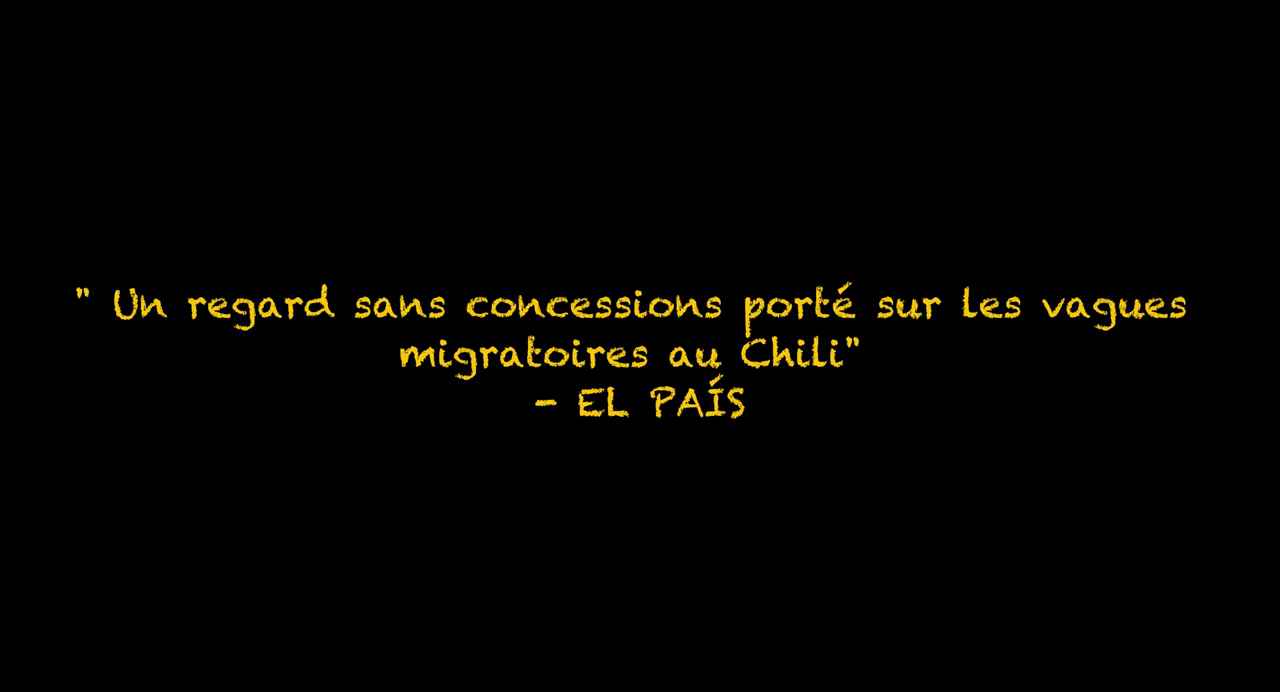 " Un regard sans concessions porté sur les vagues
migratoires au Chili"
- EL PAÍS